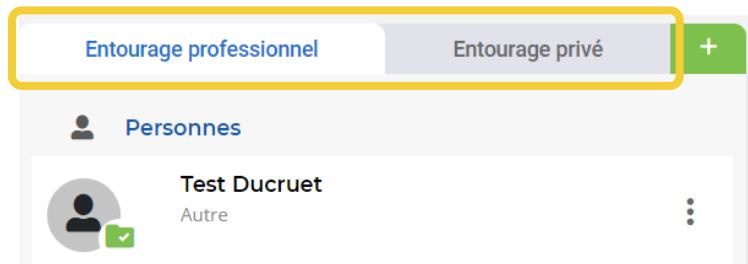 Entourage professionnel Entourage privé +
Personnes
Test Ducruet
Autre